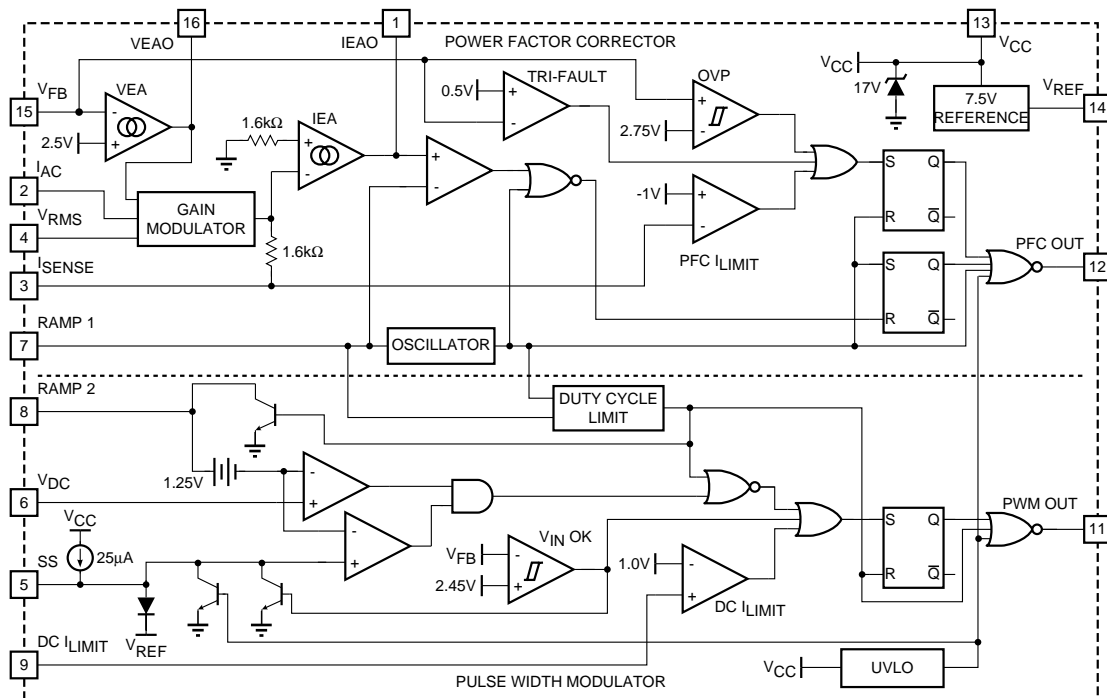 16
1
13
VEAO
IEAO
POWER FACTOR CORRECTOR
VCC
VFB
VEA
TRI-FAULT
OVP
VCC
17V
VREF
15
-
0.5V
+
+
7.5V
REFERENCE
14
2.5V
+
1.6kΩ
IEA
-
2.75V
-
IAC
+
+
S
Q
2
-
-
-1V
+
VRMS
GAIN
MODULATOR
-
R
Q
4
1.6kΩ
PFC OUT
ISENSE
PFC ILIMIT
S
Q
12
3
RAMP 1
R
Q
7
OSCILLATOR
RAMP 2
8
DUTY CYCLE
LIMIT
1.25V
-
VDC
+
6
VCC
-
VIN OK
S
Q
PWM OUT
25µA
VFB
-
11
SS
+
1.0V
-
5
2.45V
+
R
Q
+
DC ILIMIT
VREF
DC ILIMIT
9
VCC
UVLO
PULSE WIDTH MODULATOR